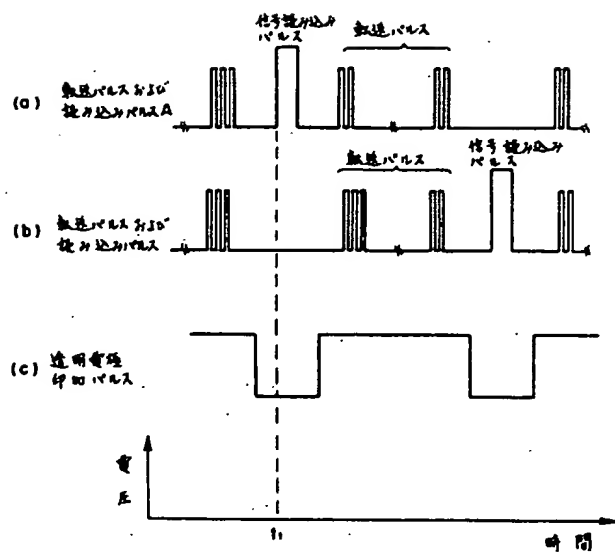 信号読み込み
パルス
転送パルス
(a) 転送パルスおよび
読み込みパルスA
信号読み込み
パルス
転送パルス
(b) 転送パルスおよび
読み込みパルス
(c) 透明電極
印加パルス
電
圧
t₁
時間